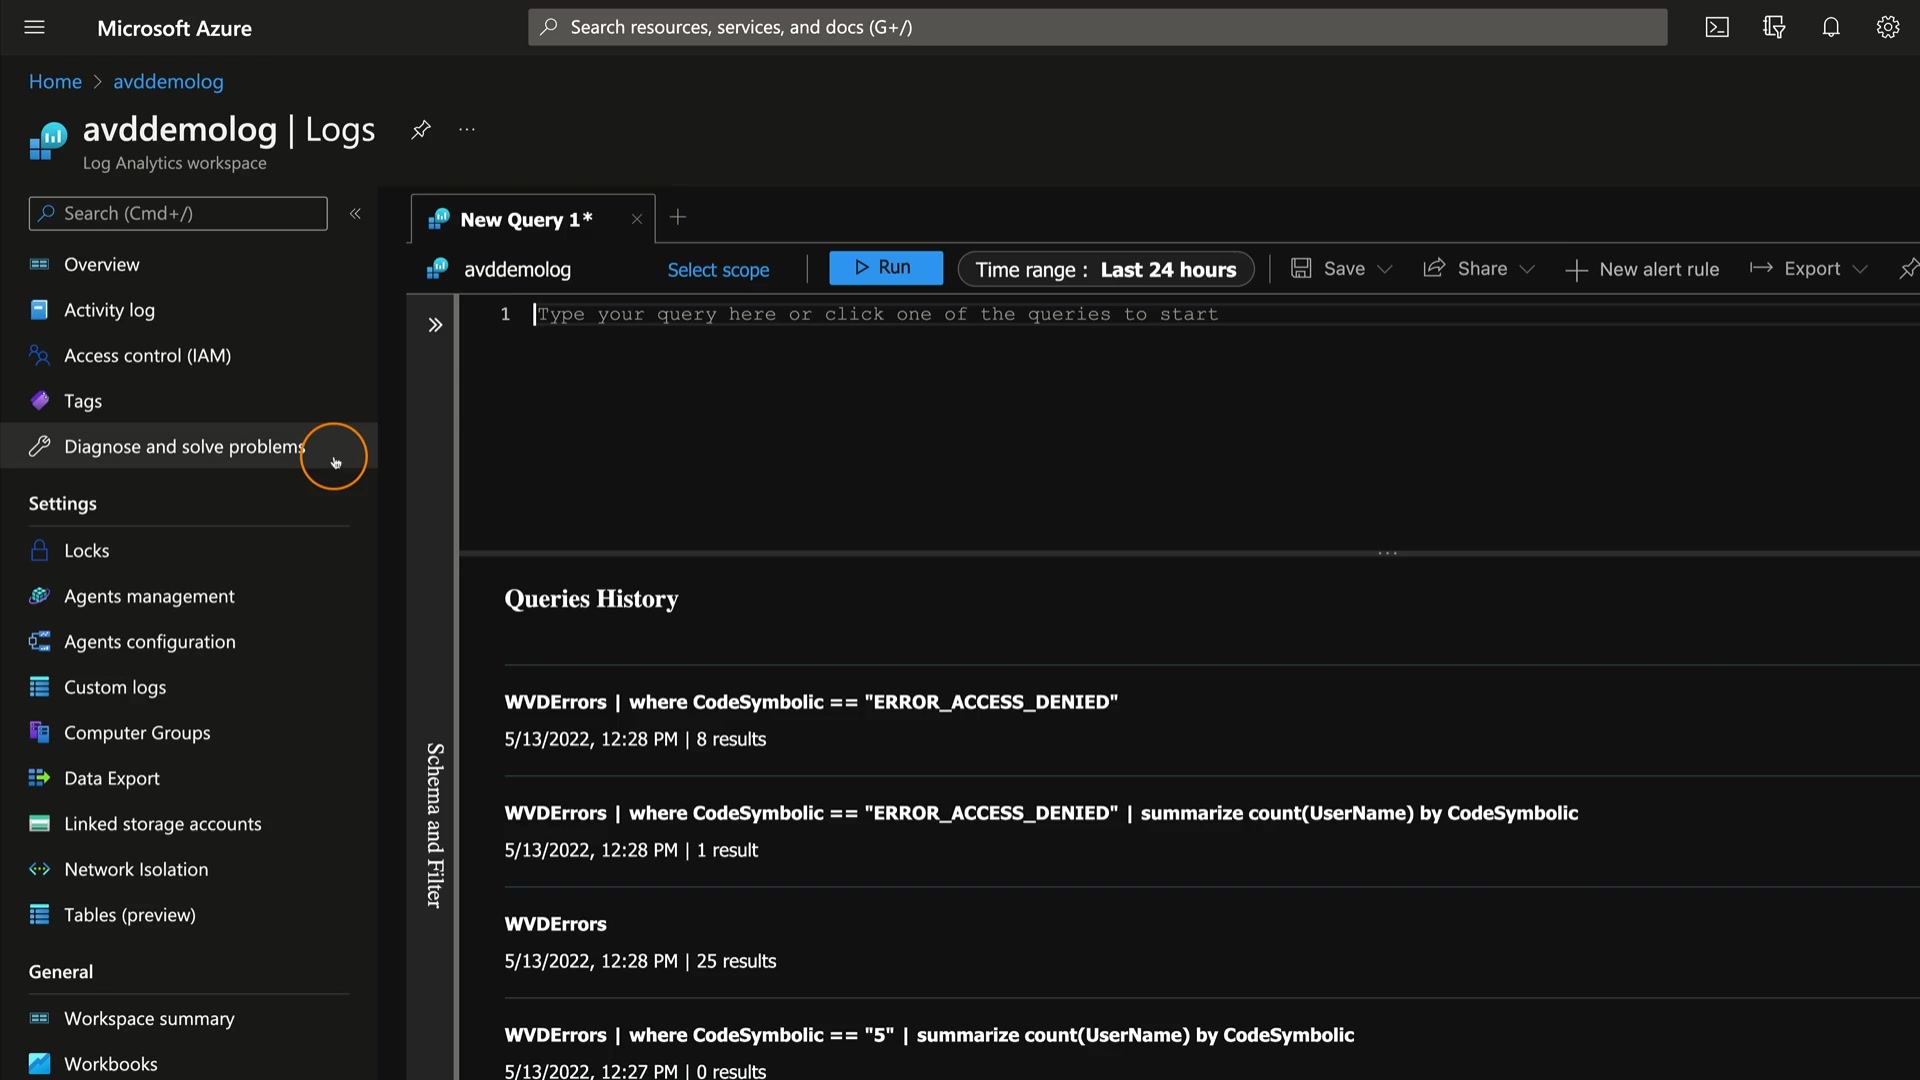 Microsoft Azure
Search resources, services, and docs (G+/)
Home > avddemolog
avddemolog | Logs
...
Log Analytics workspace
Search (Cmd+/)
«
New Query 1*
avddemolog
Select scope
Run
Time range : Last 24 hours
Save
Share
New alert rule
Export
Overview
Activity log
Access control (IAM)
Tags
Diagnose and solve problems
Settings
Locks
Agents management
Agents configuration
Custom logs
Computer Groups
Data Export
Linked storage accounts
Network Isolation
Tables (preview)
General
Workspace summary
Workbooks
Schema and Filter
1
Type your query here or click one of the queries to start
Queries History
WVDErrors | where CodeSymbolic == "ERROR_ACCESS_DENIED"
5/13/2022, 12:28 PM | 8 results
WVDErrors | where CodeSymbolic == "ERROR_ACCESS_DENIED" | summarize count(UserName) by CodeSymbolic
5/13/2022, 12:28 PM | 1 result
WVDErrors
5/13/2022, 12:28 PM | 25 results
WVDErrors | where CodeSymbolic == "5" | summarize count(UserName) by CodeSymbolic
5/13/2022, 12:27 PM | 0 results